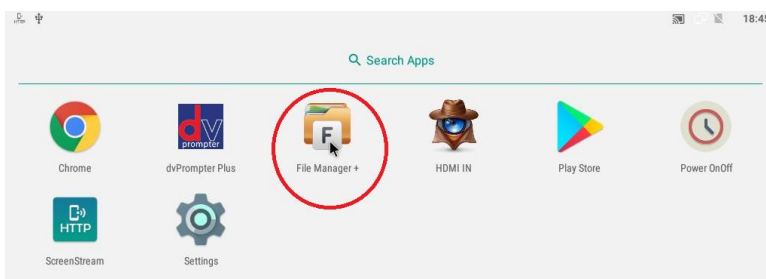 HTTP
18:45
Search Apps
dv
prompter
F
Chrome
dvPrompter Plus
File Manager +
HDMI IN
Play Store
Power OnOff
HTTP
ScreenStream
Settings